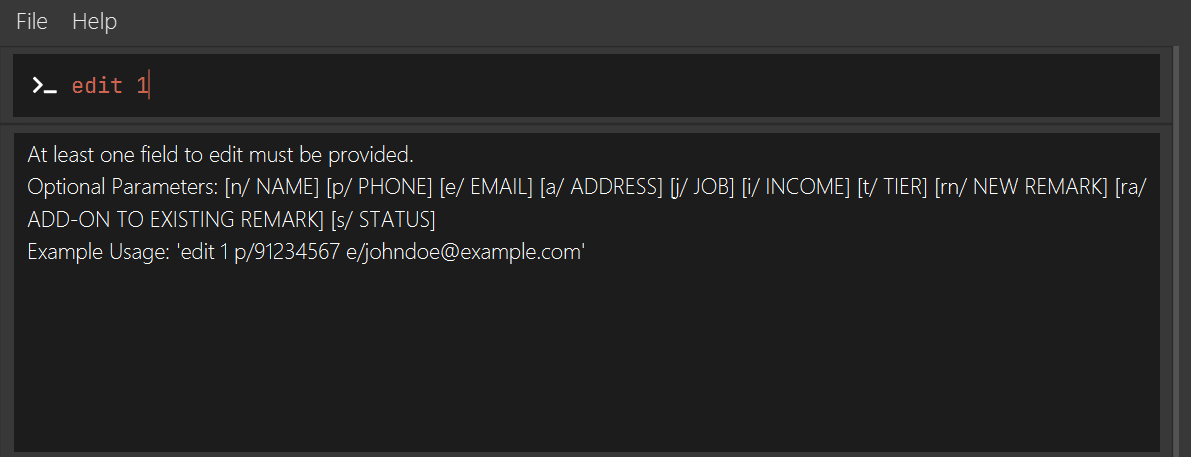 File Help
>_ edit 1
At least one field to edit must be provided.
Optional Parameters: [n/ NAME] [p/ PHONE] [e/ EMAIL] [a/ ADDRESS] [j/ JOB] [i/ INCOME] [t/ TIER] [rn/ NEW REMARK] [ra/
ADD-ON TO EXISTING REMARK] [s/ STATUS]
Example Usage: 'edit 1 p/91234567 e/johndoe@example.com'